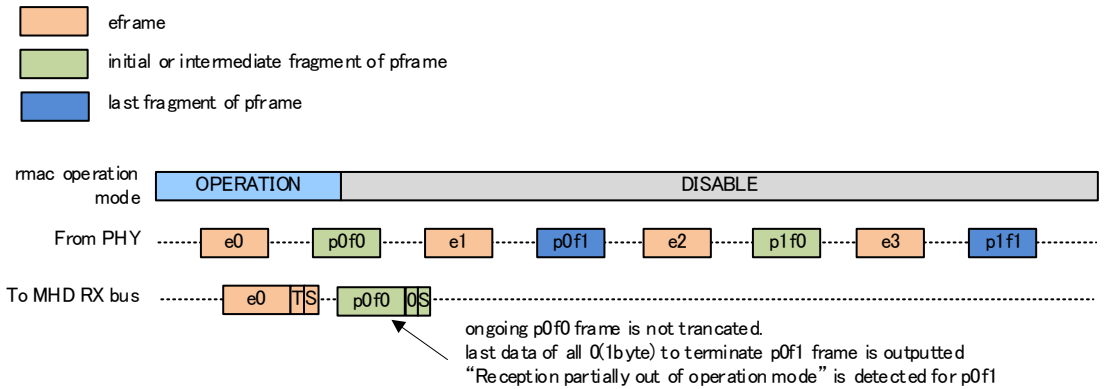 eframe
initial or intermediate fragment of pframe
last fragment of pframe
rmac operation mode
OPERATION DISABLE
From PHY e0 p0f0 e1 p0f1 e2 p1f0 e3 p1f1
To MHD RX bus e0 T S p0f0 0 S
ongoing p0f0 frame is not trancated.
last data of all 0(1byte) to terminate p0f1 frame is outputted
“Reception partially out of operation mode” is detected for p0f1